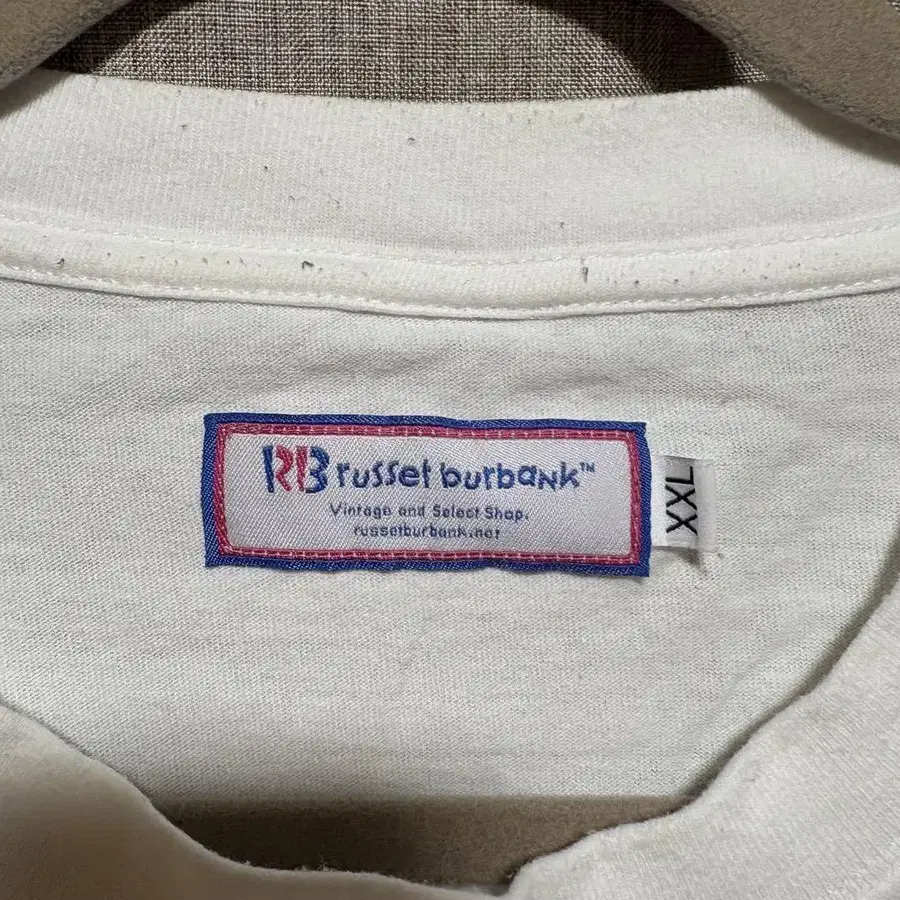 RB russet burbank™
Vintage and Select Shop.
russetburbank.net
XXL